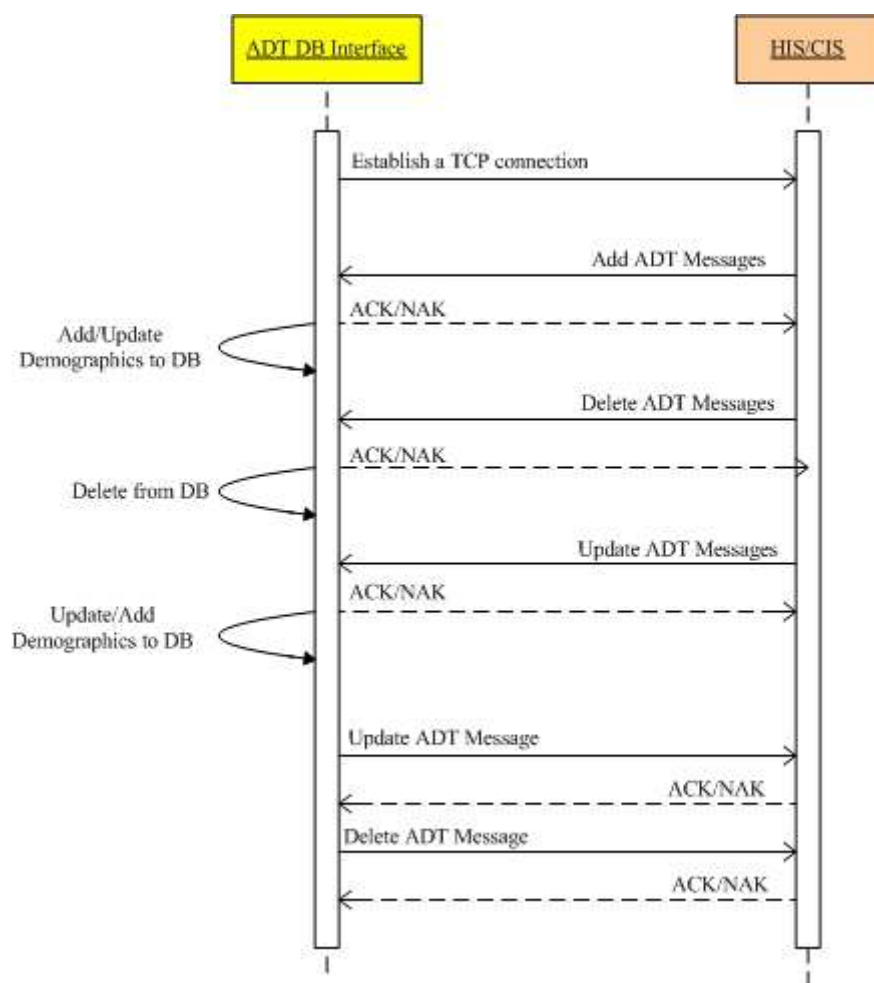 ADT DB Interface
HIS/CIS
Establish a TCP connection
Add ADT Messages
ACK/NAK
Add/Update
Demographics to DB
Delete ADT Messages
ACK/NAK
Delete from DB
Update ADT Messages
ACK/NAK
Update/Add
Demographics to DB
Update ADT Message
ACK/NAK
Delete ADT Message
ACK/NAK